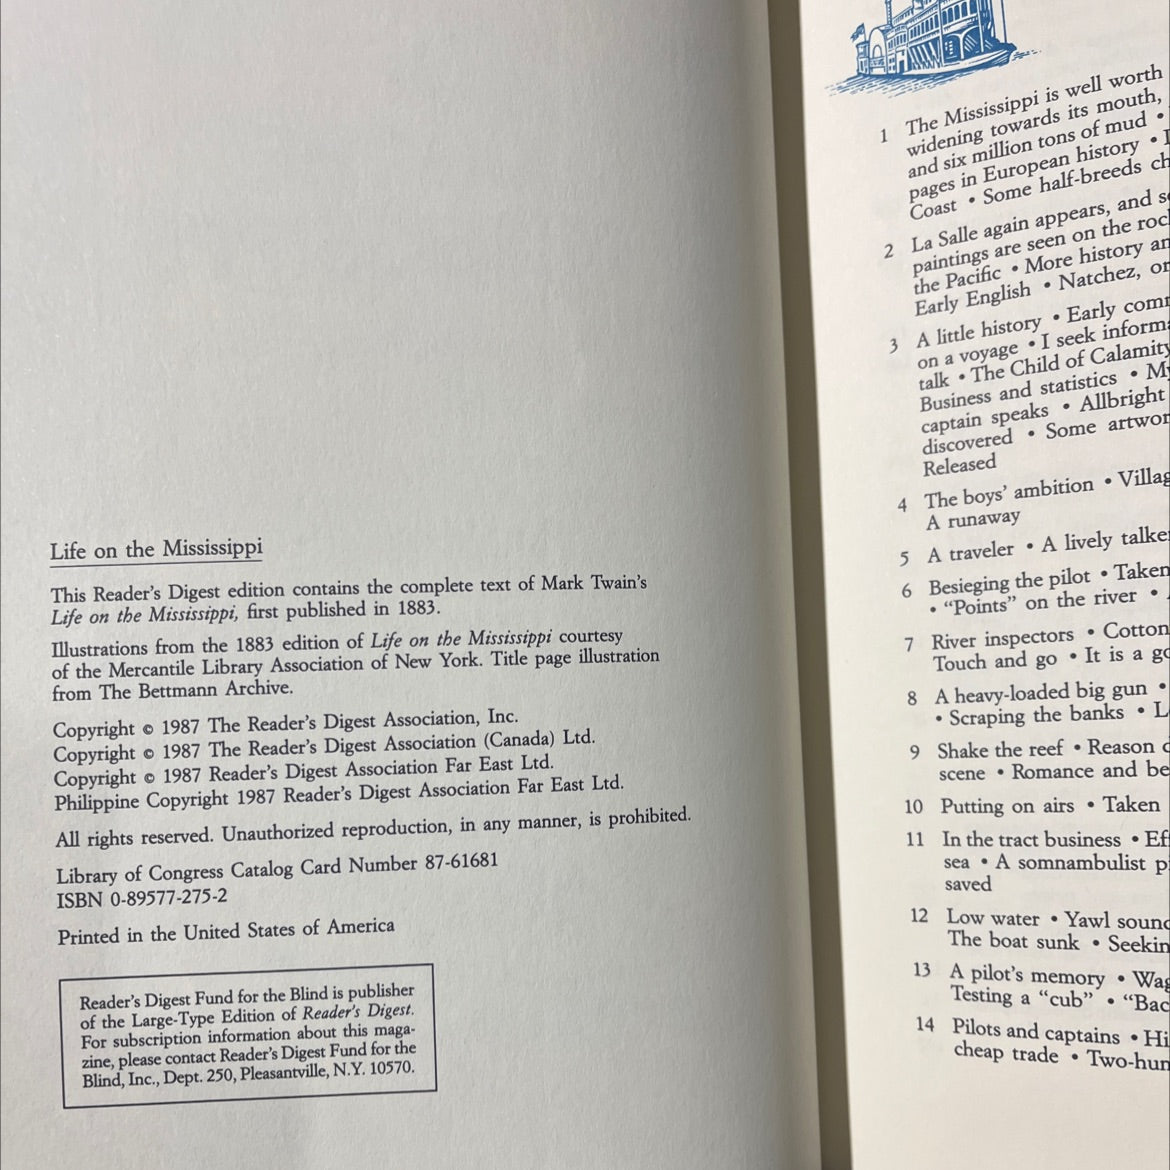 Life on the Mississippi
This Reader's Digest edition contains the complete text of Mark Twain's
Life on the Mississippi, first published in 1883.
Illustrations from the 1883 edition of Life on the Mississippi courtesy
of the Mercantile Library Association of New York. Title page illustration
from The Bettmann Archive.
Copyright © 1987 The Reader's Digest Association, Inc.
Copyright © 1987 The Reader's Digest Association (Canada) Ltd.
Copyright © 1987 Reader's Digest Association Far East Ltd.
Philippine Copyright 1987 Reader's Digest Association Far East Ltd.
All rights reserved. Unauthorized reproduction, in any manner, is prohibited.
Library of Congress Catalog Card Number 87-61681
ISBN 0-89577-275-2
Printed in the United States of America
Reader's Digest Fund for the Blind is publisher
of the Large-Type Edition of Reader's Digest.
For subscription information about this maga-
zine, please contact Reader's Digest Fund for the
Blind, Inc., Dept. 250, Pleasantville, N.Y. 10570.
1 The Mississippi is well worth
widening towards its mouth,
and six million tons of mud •
pages in European history •
Coast • Some half-breeds
2 La Salle again appears, and
paintings are seen on the
the Pacific • More history
Early English • Natchez, or
3 A little history • Early
on a voyage • I seek
talk • The Child of Calamity
Business and statistics •
captain speaks • Allbright
discovered • Some
Released
4 The boys' ambition •
A runaway
5 A traveler • A lively
6 Besieging the pilot • Taken
• "Points" on the river •
7 River inspectors • Cotton
Touch and go • It is a
8 A heavy-loaded big gun •
• Scraping the banks •
9 Shake the reef • Reason
scene • Romance and
10 Putting on airs • Taken
11 In the tract business •
sea • A somnambulist
saved
12 Low water • Yawl
The boat sunk •
13 A pilot's memory •
Testing a "cub" •
14 Pilots and captains •
cheap trade •